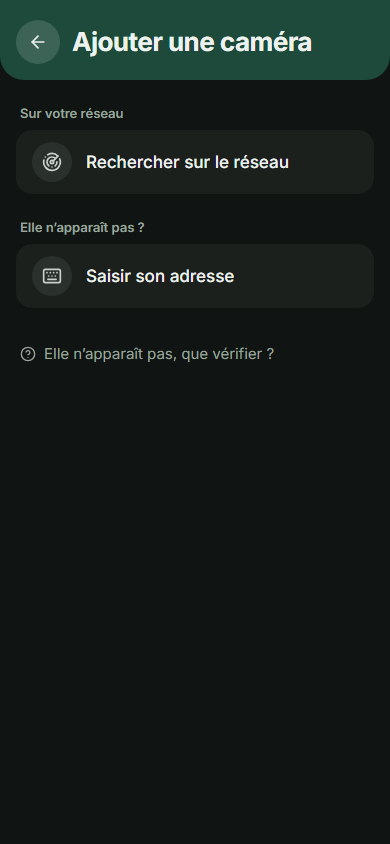 Ajouter une caméra
Sur votre réseau
Rechercher sur le réseau
Elle n’apparaît pas ?
Saisir son adresse
Elle n’apparaît pas, que vérifier ?